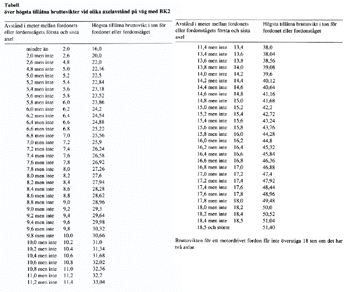 Tabell
över högsta tillåtna bruttovikter vid olika axelavstånd på väg med BK2
Avstånd i meter mellan fordonets
eller fordonstågets första och sista
axel
Högsta tillåtna bruttovikt i ton för
fordonet eller fordonståget
mindre än 2,0 16,0
2,0 men inte 2,6 20,0
2,6 men inte 4,8 22,0
4,8 men inte 5,0 22,16
5,0 men inte 5,2 22,5
5,2 men inte 5,4 22,84
5,4 men inte 5,6 23,18
5,6 men inte 5,8 23,52
5,8 men inte 6,0 23,86
6,0 men inte 6,2 24,2
6,2 men inte 6,4 24,54
6,4 men inte 6,6 24,88
6,6 men inte 6,8 25,22
6,8 men inte 7,0 25,56
7,0 men inte 7,2 25,9
7,2 men inte 7,4 26,24
7,4 men inte 7,6 26,58
7,6 men inte 7,8 26,92
7,8 men inte 8,0 27,26
8,0 men inte 8,2 27,6
8,2 men inte 8,4 27,94
8,4 men inte 8,6 28,28
8,6 men inte 8,8 28,62
8,8 men inte 9,0 28,96
9,0 men inte 9,2 29,3
9,2 men inte 9,4 29,64
9,4 men inte 9,6 29,98
9,6 men inte 9,8 30,32
9,8 men inte 10,0 30,66
10,0 men inte 10,2 31,0
10,2 men inte 10,4 31,34
10,4 men inte 10,6 31,68
10,6 men inte 10,8 32,02
10,8 men inte 11,0 32,36
11,0 men inte 11,2 32,7
11,2 men inte 11,4 33,04
Avstånd i meter mellan fordonets
eller fordonstågets första och sista
axel
Högsta tillåtna bruttovikt i ton för
fordonet eller fordonståget
11,4 men inte 13,4 38,0
13,4 men inte 13,6 38,04
13,6 men inte 13,8 38,56
13,8 men inte 14,0 39,08
14,0 men inte 14,2 39,6
14,2 men inte 14,4 40,12
14,4 men inte 14,6 40,64
14,6 men inte 14,8 41,16
14,8 men inte 15,0 41,68
15,0 men inte 15,2 42,2
15,2 men inte 15,4 42,72
15,4 men inte 15,6 43,24
15,6 men inte 15,8 43,76
15,8 men inte 16,0 44,28
16,0 men inte 16,2 44,8
16,2 men inte 16,4 45,32
16,4 men inte 16,6 45,84
16,6 men inte 16,8 46,36
16,8 men inte 17,0 46,88
17,0 men inte 17,2 47,4
17,2 men inte 17,4 47,92
17,4 men inte 17,6 48,44
17,6 men inte 17,8 48,96
17,8 men inte 18,0 49,48
18,0 men inte 18,2 50,0
18,2 men inte 18,4 50,52
18,4 men inte 18,5 51,04
18,5 och större 51,40
Bruttovikten för ett motordrivet fordon får inte överstiga 18 ton om det har
två axlar.